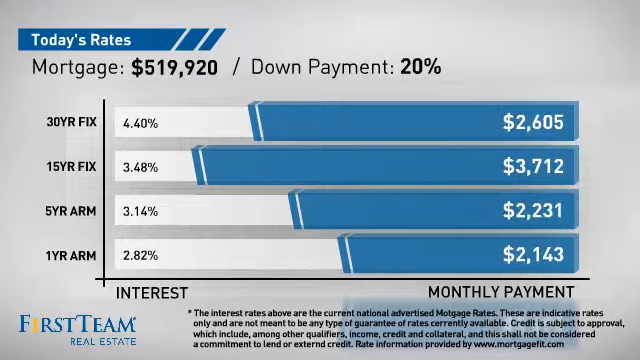 Today's Rates
Mortgage: $519,920 / Down Payment: 20%
30YR FIX 4.40% $2,605
15YR FIX 3.48% $3,712
5YR ARM 3.14% $2,231
1YR ARM 2.82% $2,143
INTEREST MONTHLY PAYMENT
FIRSTTEAM®
REAL ESTATE
* The interest rates above are the current national advertised Motgage Rates. These are indicative rates
only and are not meant to be any type of guarantee of rates cerrently available. Credit is subject to approval,
which include, among other qualifiers, income, credit and collateral, and this shall not be considered
a commitment to lend or externd credit. Rate information provided by www.mortgagefit.com